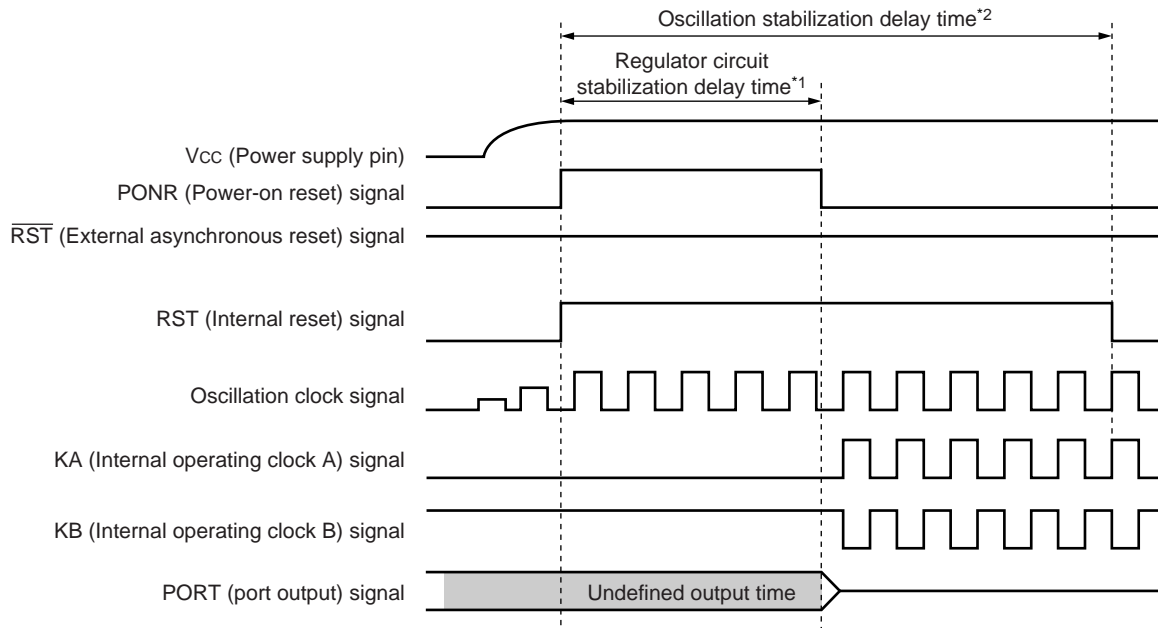 Oscillation stabilization delay time*2
Regulator circuit
stabilization delay time*1
Vcc (Power supply pin)
PONR (Power-on reset) signal
RST (External asynchronous reset) signal
RST (Internal reset) signal
Oscillation clock signal
KA (Internal operating clock A) signal
KB (Internal operating clock B) signal
PORT (port output) signal
Undefined output time